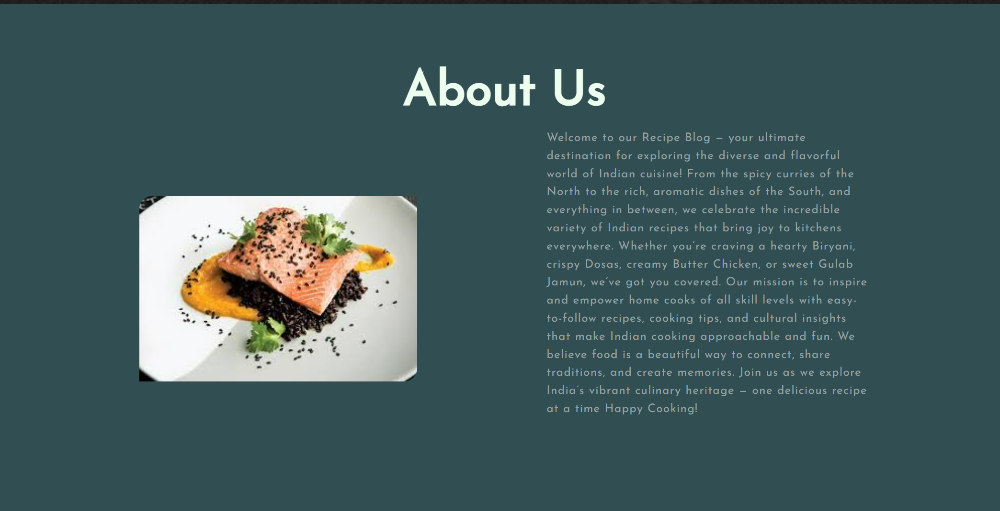 About Us
Welcome to our Recipe Blog – your ultimate
destination for exploring the diverse and flavorful
world of Indian cuisine! From the spicy curries of the
North to the rich, aromatic dishes of the South, and
everything in between, we celebrate the incredible
variety of Indian recipes that bring joy to kitchens
everywhere. Whether you’re craving a hearty Biryani,
crispy Dosas, creamy Butter Chicken, or sweet Gulab
Jamun, we’ve got you covered. Our mission is to inspire
and empower home cooks of all skill levels with easy-
to-follow recipes, cooking tips, and cultural insights
that make Indian cooking approachable and fun. We
believe food is a beautiful way to connect, share
traditions, and create memories. Join us as we explore
India’s vibrant culinary heritage – one delicious recipe
at a time Happy Cooking!